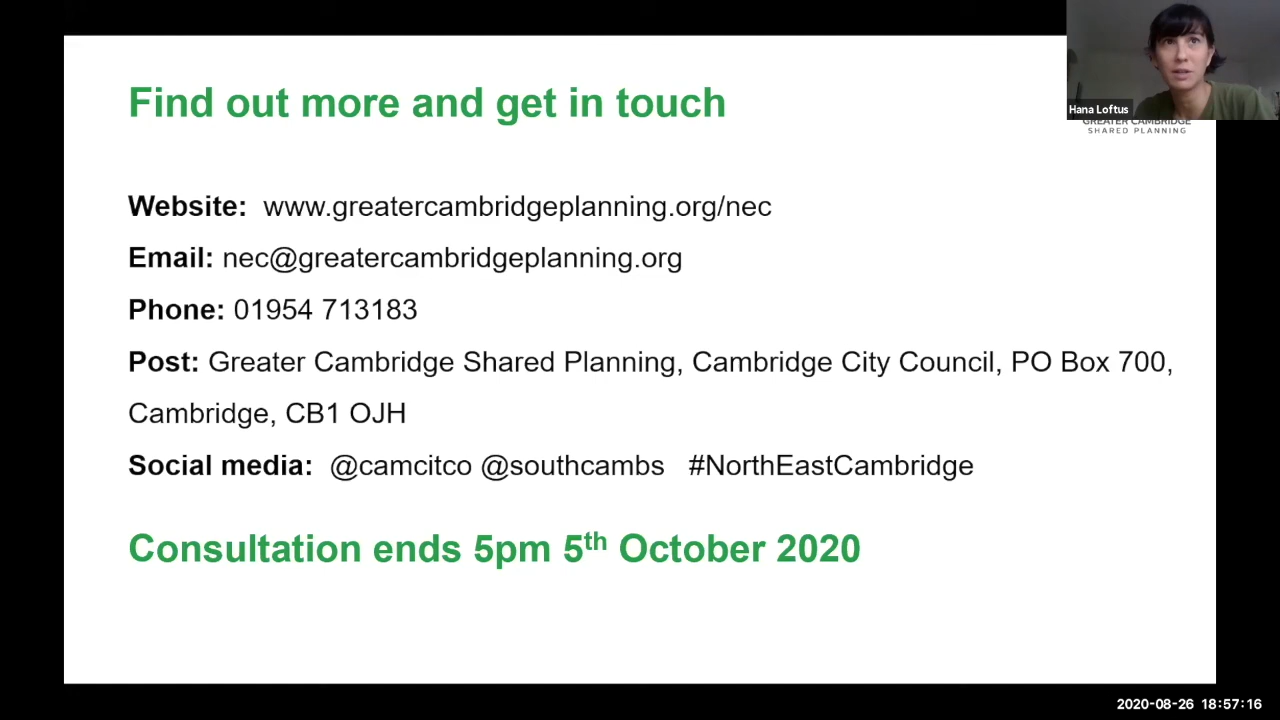 Find out more and get in touch
Hana Loftus
GREATER CAMBRIDGE
SHARED PLANNING
Website: www.greatercambridgeplanning.org/nec
Email: nec@greatercambridgeplanning.org
Phone: 01954 713183
Post: Greater Cambridge Shared Planning, Cambridge City Council, PO Box 700,
Cambridge, CB1 OJH
Social media: @camcitco @southcambs #NorthEastCambridge
Consultation ends 5pm 5th October 2020
2020-08-26 18:57:16